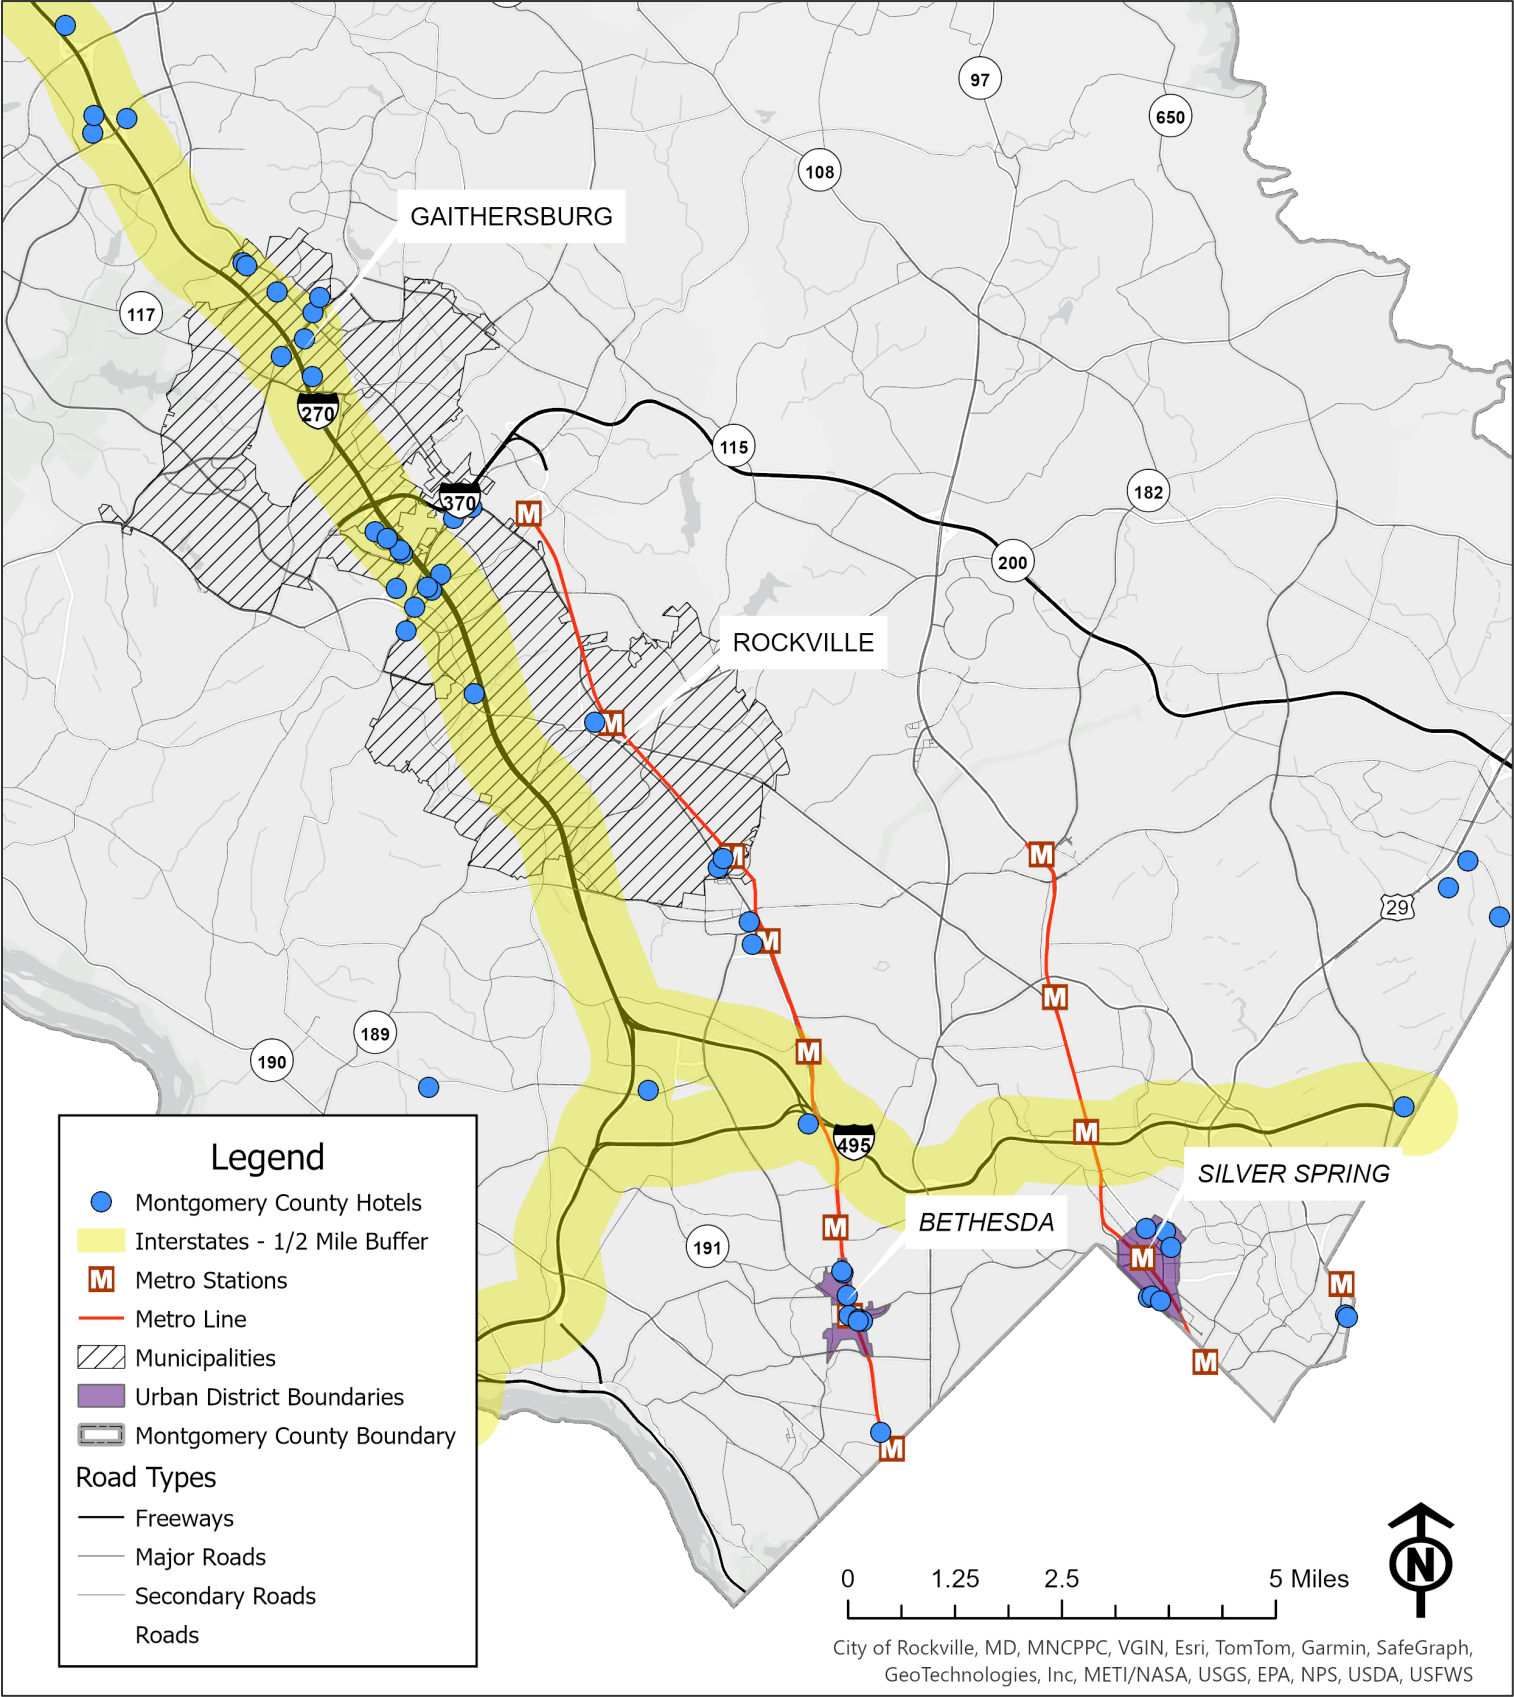 97
650
108
GAITHERSBURG
117
270
115
370
M
182
200
ROCKVILLE
M
M
M
29
M
M
189
M
190
M
495
SILVER SPRING
BETHESDA
M
191
M
M
M
M
Legend
Montgomery County Hotels
Interstates - 1/2 Mile Buffer
M Metro Stations
Metro Line
Municipalities
Urban District Boundaries
Montgomery County Boundary
Road Types
Freeways
Major Roads
Secondary Roads
Roads
0 1.25 2.5 5 Miles
N
City of Rockville, MD, MNCPPC, VGIN, Esri, TomTom, Garmin, SafeGraph,
GeoTechnologies, Inc, METI/NASA, USGS, EPA, NPS, USDA, USFWS